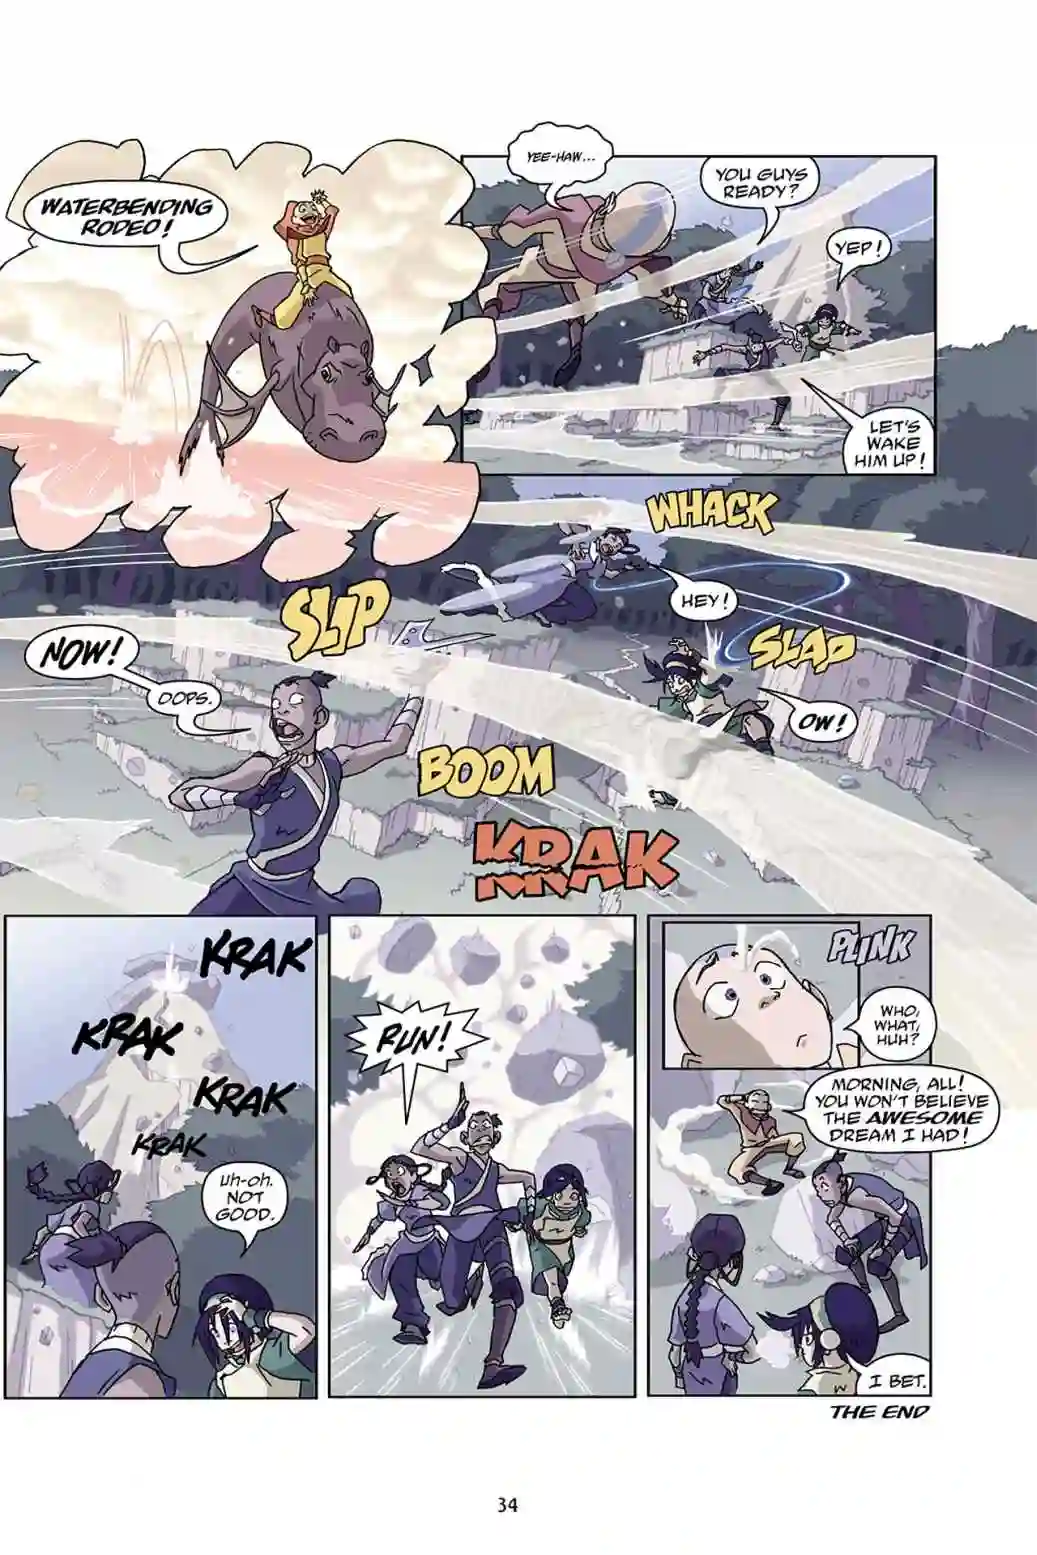 WATERBENDING
RODEO!
YEE-HAW...
YOU GUYS
READY?
YEP!
LET'S
WAKE
HIM UP!
WHACK
HEY!
SLIP
NOW!
OOPS.
SLAP
OW!
BOOM
KRAK
KRAK
KRAK
KRAK
KRAK
Uh-oh.
NOT
GOOD.
RUN!
PLINK
WHO,
WHAT,
HUH?
MORNING, ALL!
YOU WON'T BELIEVE
THE AWESOME
DREAM I HAD!
I BET.
THE END
34